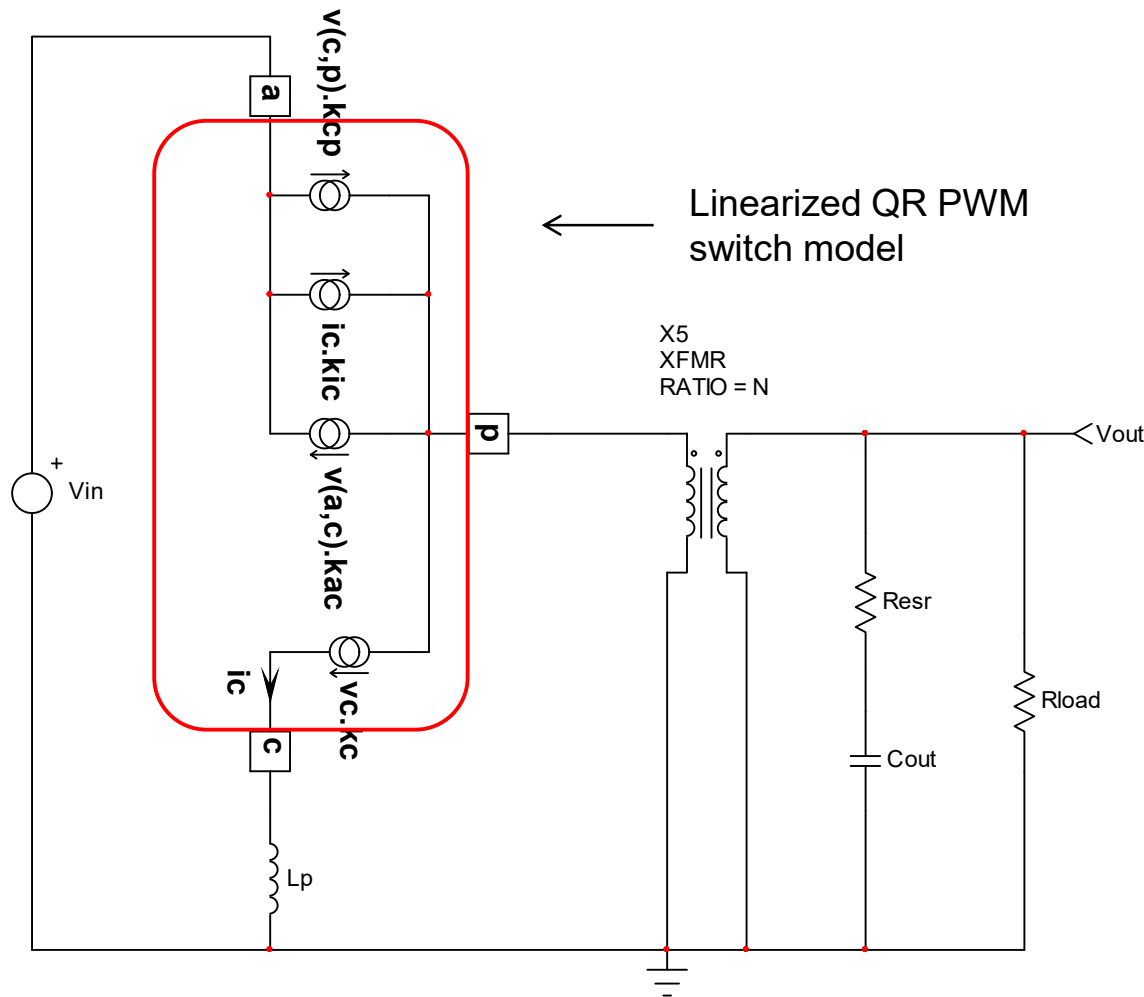 v(c,p).kcp
a
Linearized QR PWM
switch model
ic.kic
X5
XFMR
RATIO = N
p
Vout
+
Vin
v(a,c).kac
Resr
ic
vc.kc
Rload
c
Cout
Lp